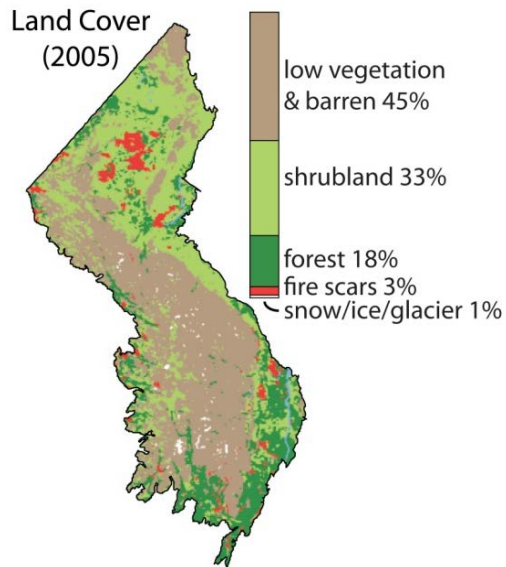 Land Cover
(2005)
low vegetation
& barren 45%
shrubland 33%
forest 18%
fire scars 3%
snow/ice/glacier 1%